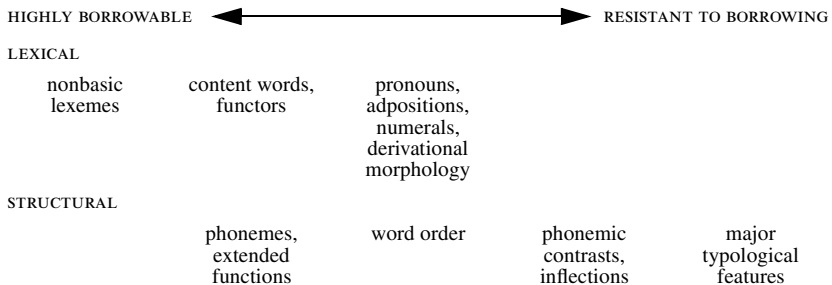 HIGHLY BORROWABLE RESISTANT TO BORROWING
LEXICAL
nonbasic content words, pronouns,
lexemes functors adpositions,
numerals,
derivational
morphology
STRUCTURAL
phonemes, word order phonemic major
extended contrasts, typological
functions inflections features